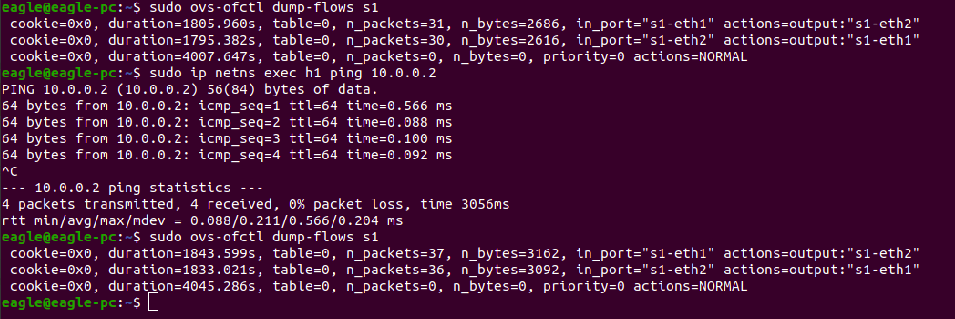 eagle@eagle-pc:~$ sudo ovs-ofctl dump-flows s1
 cookie=0x0, duration=1805.960s, table=0, n_packets=31, n_bytes=2686, in_port="s1-eth1" actions=output:"s1-eth2"
 cookie=0x0, duration=1795.382s, table=0, n_packets=30, n_bytes=2616, in_port="s1-eth2" actions=output:"s1-eth1"
 cookie=0x0, duration=4007.647s, table=0, n_packets=0, n_bytes=0, priority=0 actions=NORMAL
eagle@eagle-pc:~$ sudo ip netns exec h1 ping 10.0.0.2
PING 10.0.0.2 (10.0.0.2) 56(84) bytes of data.
64 bytes from 10.0.0.2: icmp_seq=1 ttl=64 time=0.566 ms
64 bytes from 10.0.0.2: icmp_seq=2 ttl=64 time=0.088 ms
64 bytes from 10.0.0.2: icmp_seq=3 ttl=64 time=0.100 ms
64 bytes from 10.0.0.2: icmp_seq=4 ttl=64 time=0.092 ms
^C
--- 10.0.0.2 ping statistics ---
4 packets transmitted, 4 received, 0% packet loss, time 3056ms
rtt min/avg/max/mdev = 0.088/0.211/0.566/0.204 ms
eagle@eagle-pc:~$ sudo ovs-ofctl dump-flows s1
 cookie=0x0, duration=1843.599s, table=0, n_packets=37, n_bytes=3162, in_port="s1-eth1" actions=output:"s1-eth2"
 cookie=0x0, duration=1833.021s, table=0, n_packets=36, n_bytes=3092, in_port="s1-eth2" actions=output:"s1-eth1"
 cookie=0x0, duration=4045.286s, table=0, n_packets=0, n_bytes=0, priority=0 actions=NORMAL
eagle@eagle-pc:~$